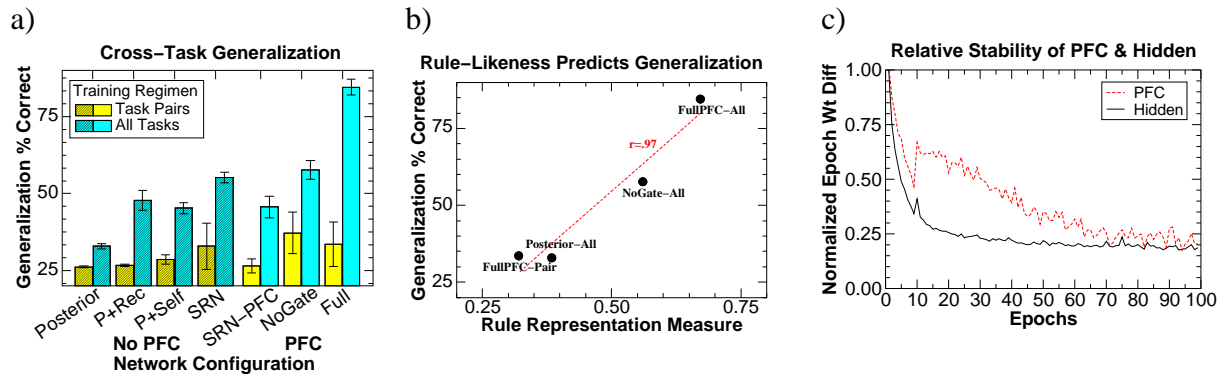 a)
Cross−Task Generalization
Generalization % Correct
75
50
25
Training Regimen
Task Pairs
All Tasks
Posterior
P+Rec
P+Self
SRN
SRN−PFC
NoGate
Full
No PFC
PFC
Network Configuration
b)
Rule−Likeness Predicts Generalization
Generalization % Correct
75
50
25
FullPFC−All
r=.97
NoGate−All
Posterior−All
FullPFC−Pair
0.25
0.50
0.75
Rule Representation Measure
c)
Relative Stability of PFC & Hidden
Normalized Epoch Wt Diff
1.00
0.75
0.50
0.25
0.00
PFC
Hidden
0 10 20 30 40 50 60 70 80 90 100
Epochs